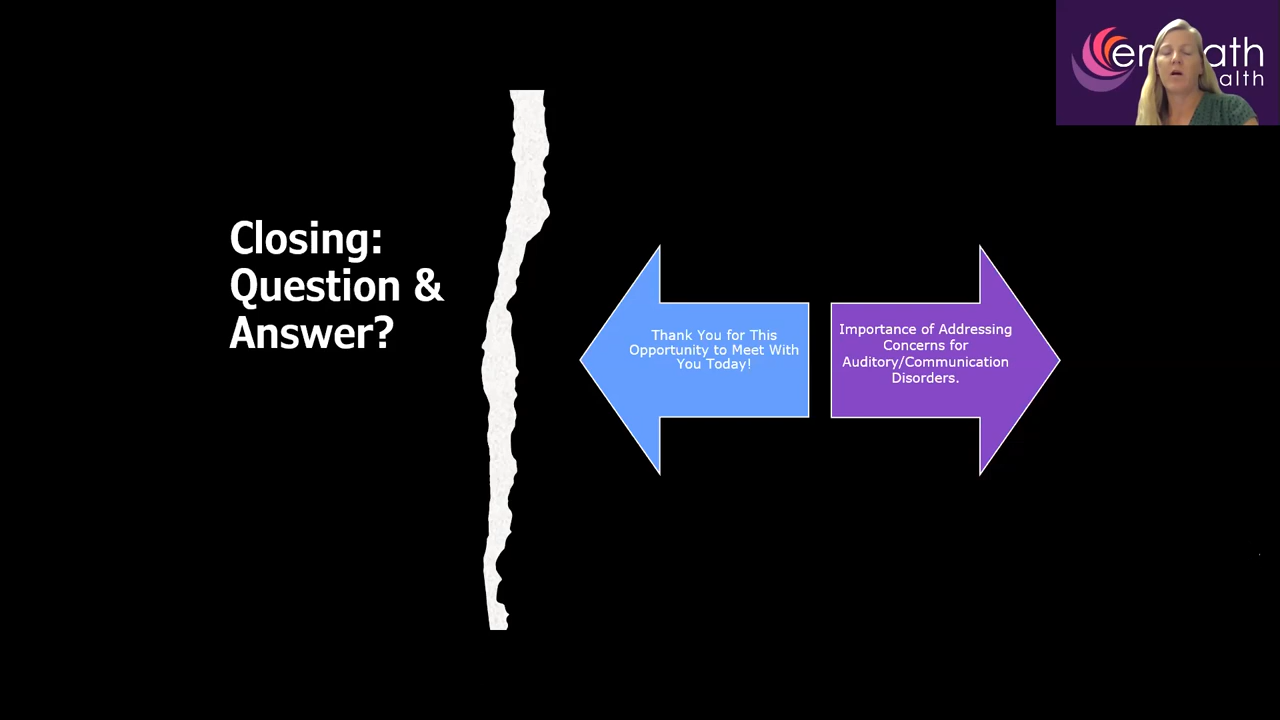 Closing:
Question &
Answer?
Thank You for This
Opportunity to Meet With
You Today!
Importance of Addressing
Concerns for
Auditory/Communication
Disorders.